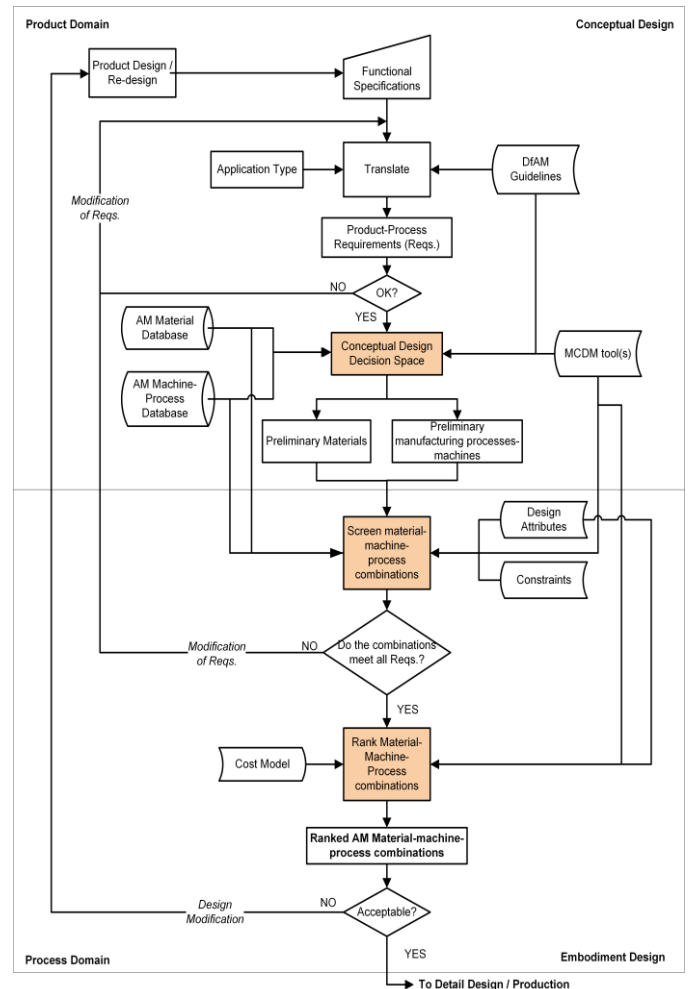 Product Domain
Conceptual Design
Product Design /
Re-design
Functional
Specifications
Application Type
Translate
DfAM
Guidelines
Modification
of Reqs.
Product-Process
Requirements (Reqs.)
NO
OK?
YES
AM Material
Database
Conceptual Design
Decision Space
MCDM tool(s)
AM Machine-
Process
Database
Preliminary Materials
Preliminary
manufacturing processes-
machines
Screen material-
machine-
process
combinations
Design
Attributes
Constraints
Modification
of Reqs.
NO
Do the combinations
meet all Reqs.?
YES
Cost Model
Rank Material-
Machine-
Process
combinations
Ranked AM Material-machine-
process combinations
Design
Modification
NO
Acceptable?
YES
Process Domain
Embodiment Design
To Detail Design / Production